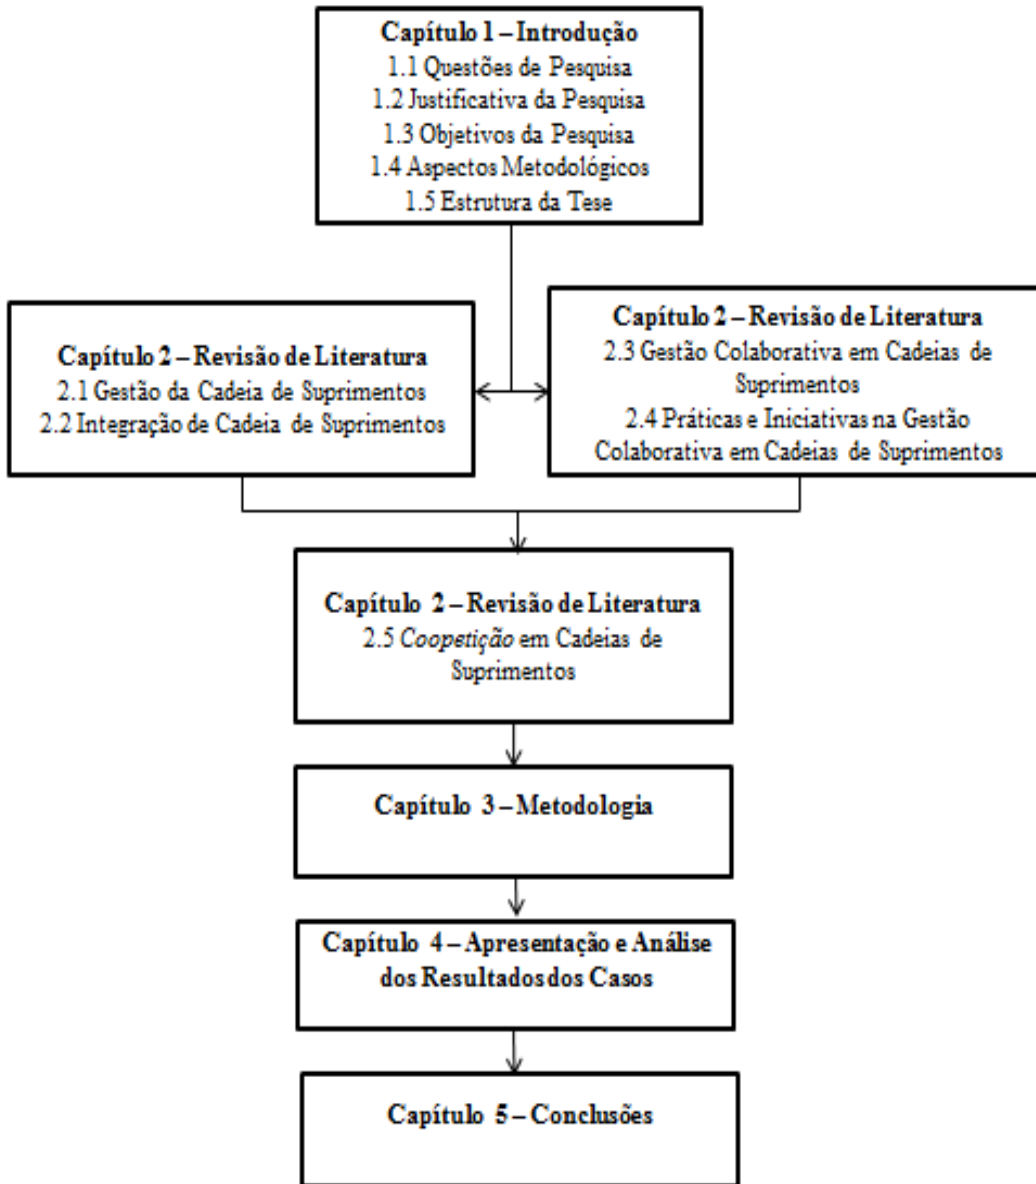 Capítulo 1 – Introdução
1.1 Questões de Pesquisa
1.2 Justificativa da Pesquisa
1.3 Objetivos da Pesquisa
1.4 Aspectos Metodológicos
1.5 Estrutura da Tese
Capítulo 2 – Revisão de Literatura
2.1 Gestão da Cadeia de Suprimentos
2.2 Integração de Cadeia de Suprimentos
Capítulo 2 – Revisão de Literatura
2.3 Gestão Colaborativa em Cadeias de
Suprimentos
2.4 Práticas e Iniciativas na Gestão
Colaborativa em Cadeias de Suprimentos
Capítulo 2 – Revisão de Literatura
2.5 Coopetição em Cadeias de
Suprimentos
Capítulo 3 – Metodologia
Capítulo 4 – Apresentação e Análise
dos Resultados dos Casos
Capítulo 5 – Conclusões